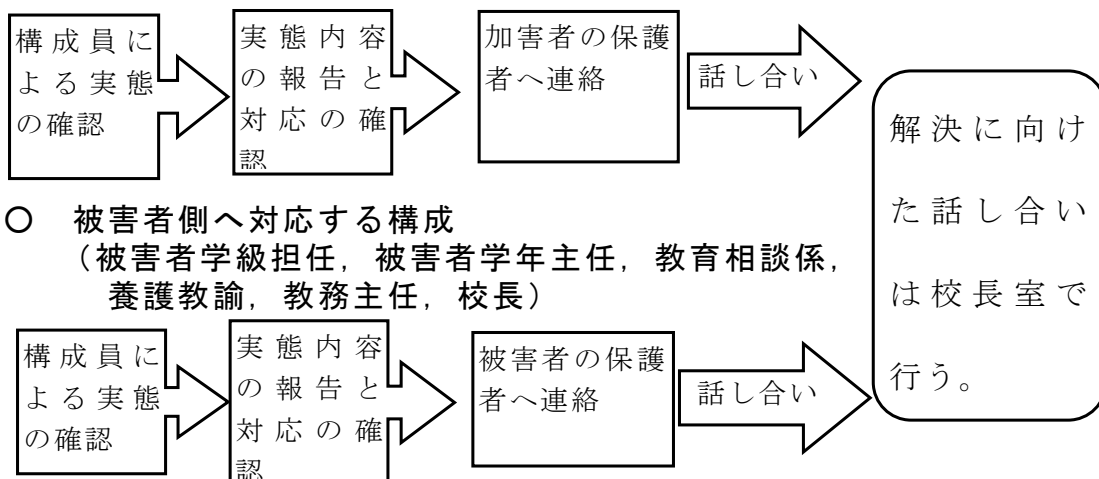 構成員に
よる実態
の確認
実態内容
の報告と
対応の確
認
加害者の保護
者へ連絡
話し合い
解決に向け
た話し合い
は校長室で
行う。
○　被害者側へ対応する構成
（被害者学級担任，被害者学年主任，教育相談係，
養護教諭，教務主任，校長）
構成員に
よる実態
の確認
実態内容
の報告と
対応の確
認
被害者の保護
者へ連絡
話し合い